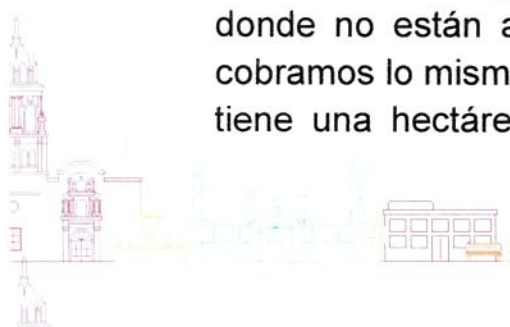 donde no están a
cobramos lo mism
tiene una hectáre